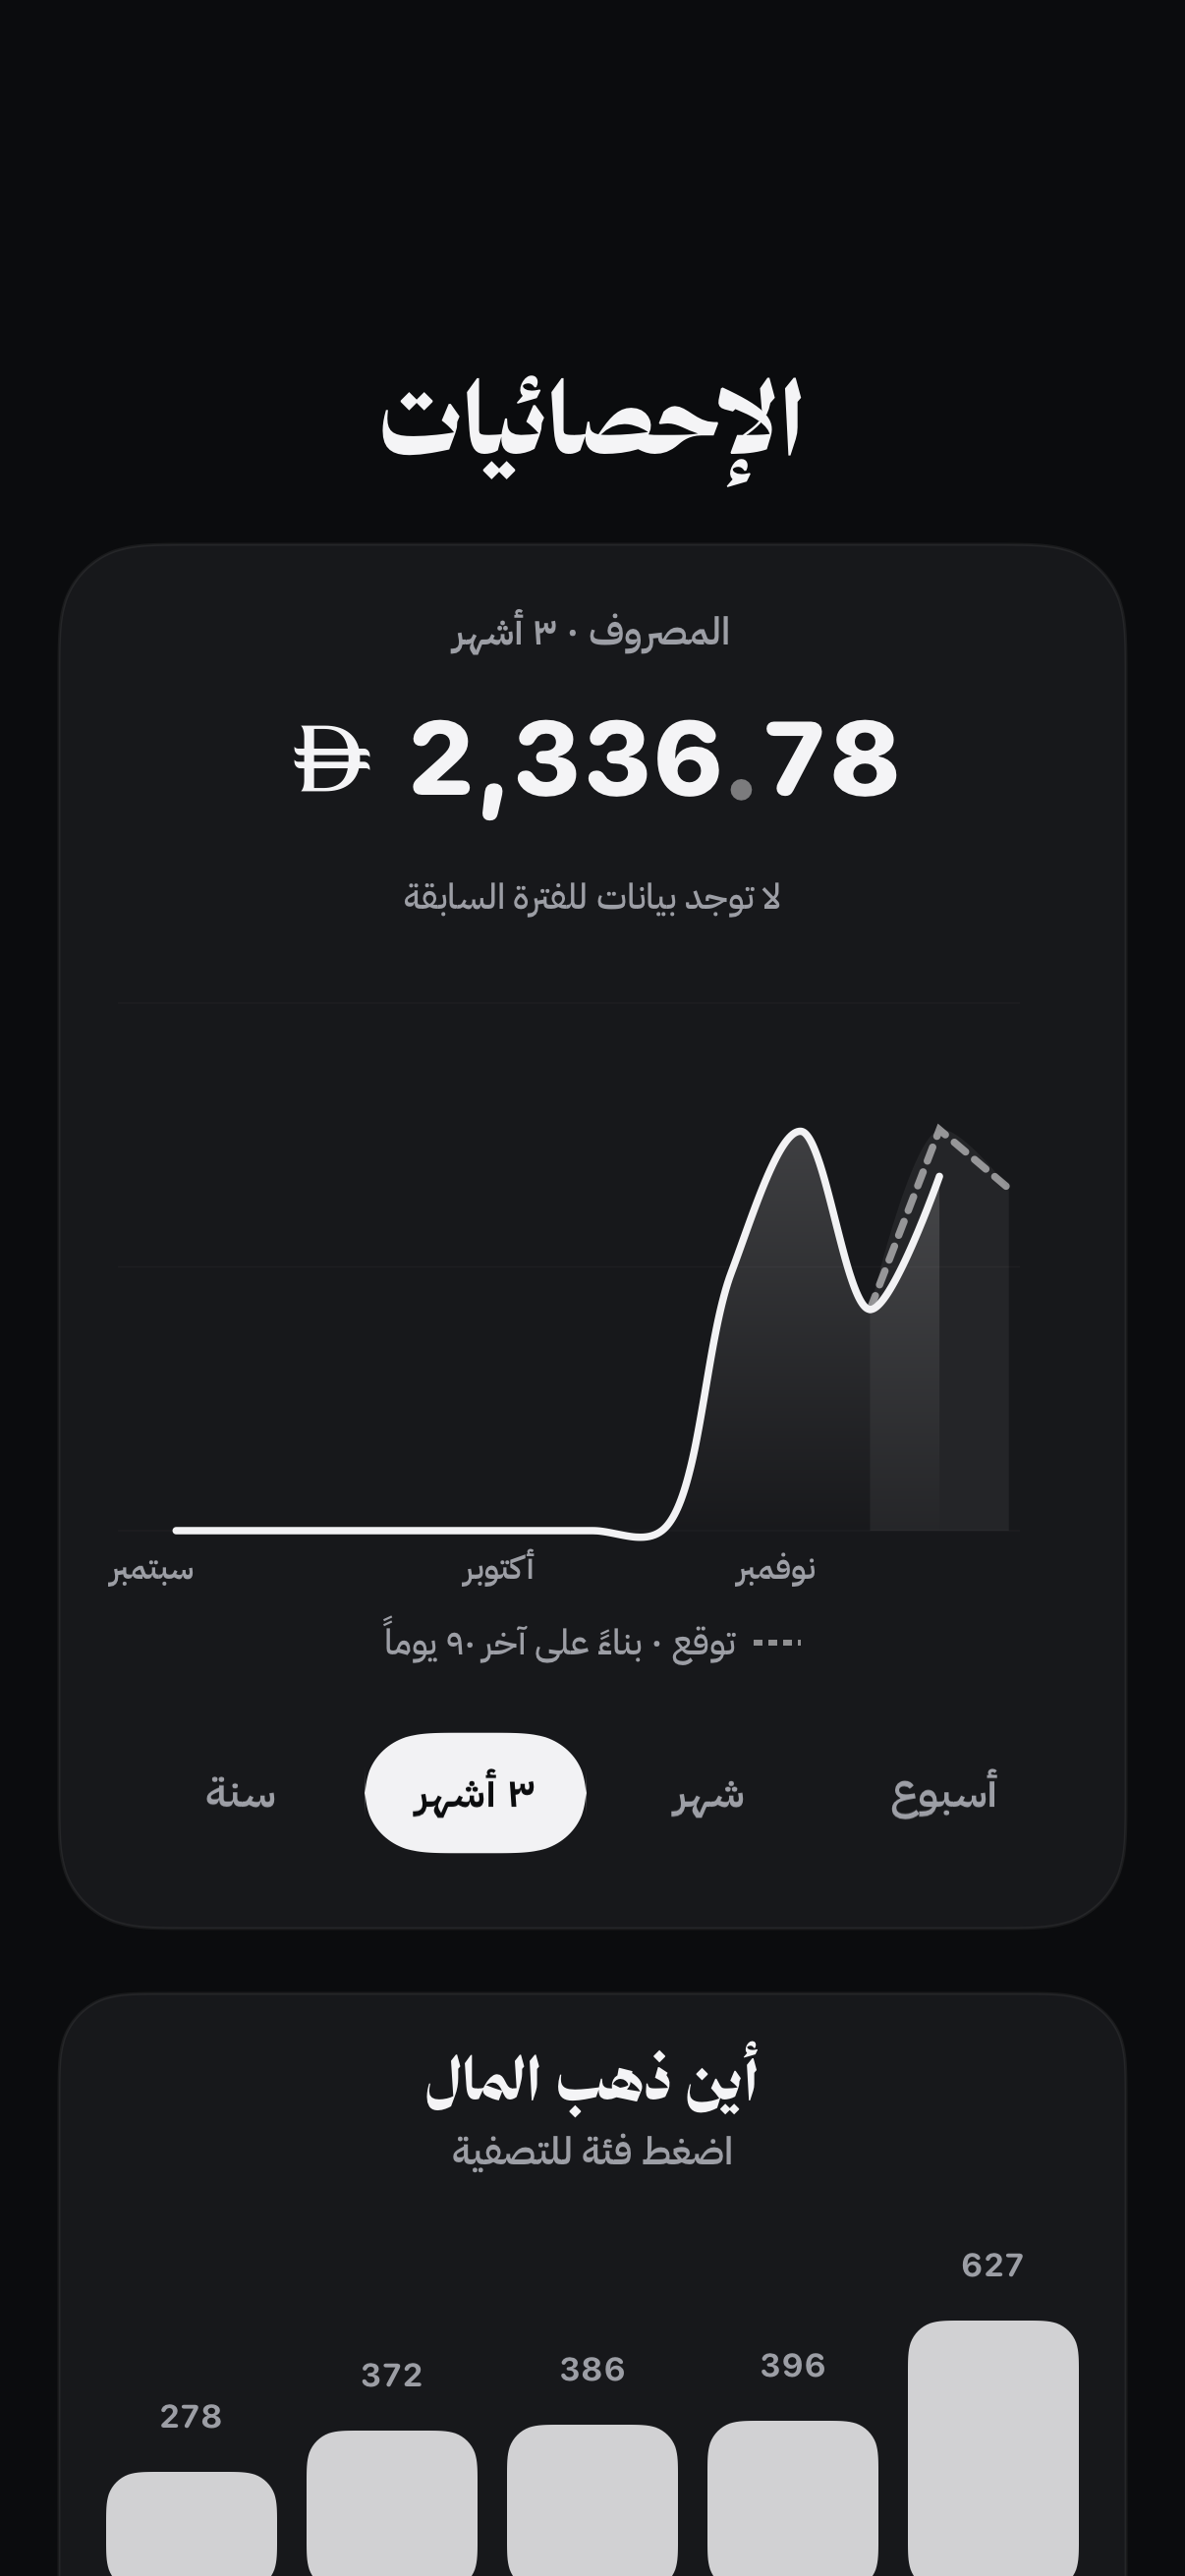 الإحصائيات
المصروف · ٣ أشهر
2,336.78
لا توجد بيانات للفترة السابقة
سبتمبر أكتوبر نوفمبر
توقع · بناءً على آخر ٩٠ يوماً
أسبوع شهر ٣ أشهر سنة
أين ذهب المال
اضغط فئة للتصفية
627
396
386
372
278